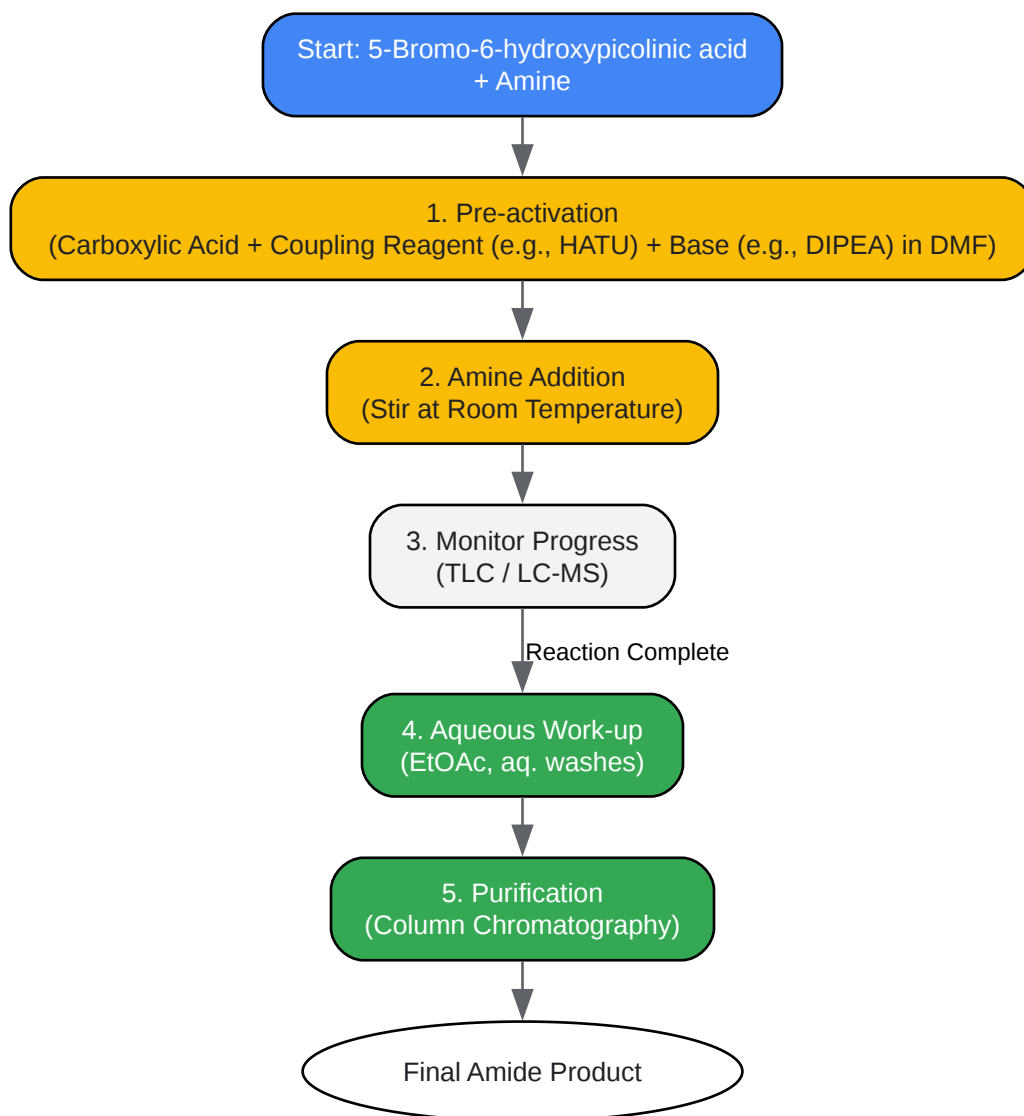 Start: 5-Bromo-6-hydroxypicolinic acid
+ Amine
1. Pre-activation
(Carboxylic Acid + Coupling Reagent (e.g., HATU) + Base (e.g., DIPEA) in DMF)
2. Amine Addition
(Stir at Room Temperature)
3. Monitor Progress
(TLC / LC-MS)
Reaction Complete
4. Aqueous Work-up
(EtOAc, aq. washes)
5. Purification
(Column Chromatography)
Final Amide Product